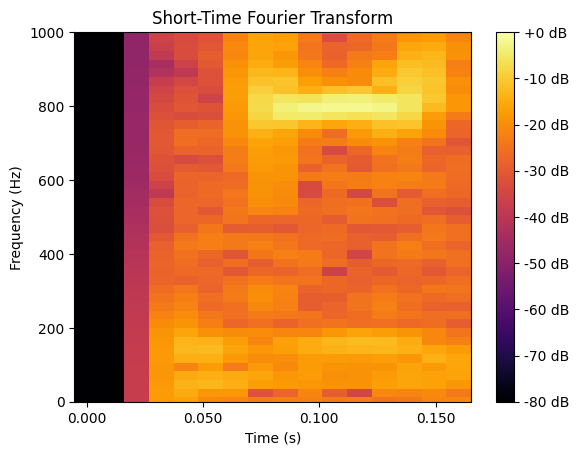 Short-Time Fourier Transform
1000
800
600
400
200
0
Frequency (Hz)
0.000
0.050
0.100
0.150
Time (s)
+0 dB
-10 dB
-20 dB
-30 dB
-40 dB
-50 dB
-60 dB
-70 dB
-80 dB